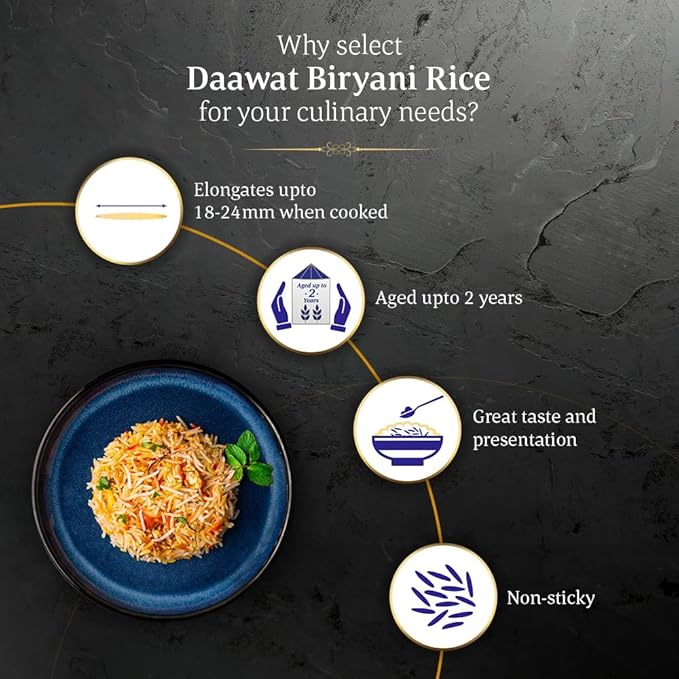 Why select
Daawat Biryani Rice
for your culinary needs?
Elongates upto
18-24mm when cooked
Aged up to
·2·
Years
Aged upto 2 years
Great taste and
presentation
Non-sticky